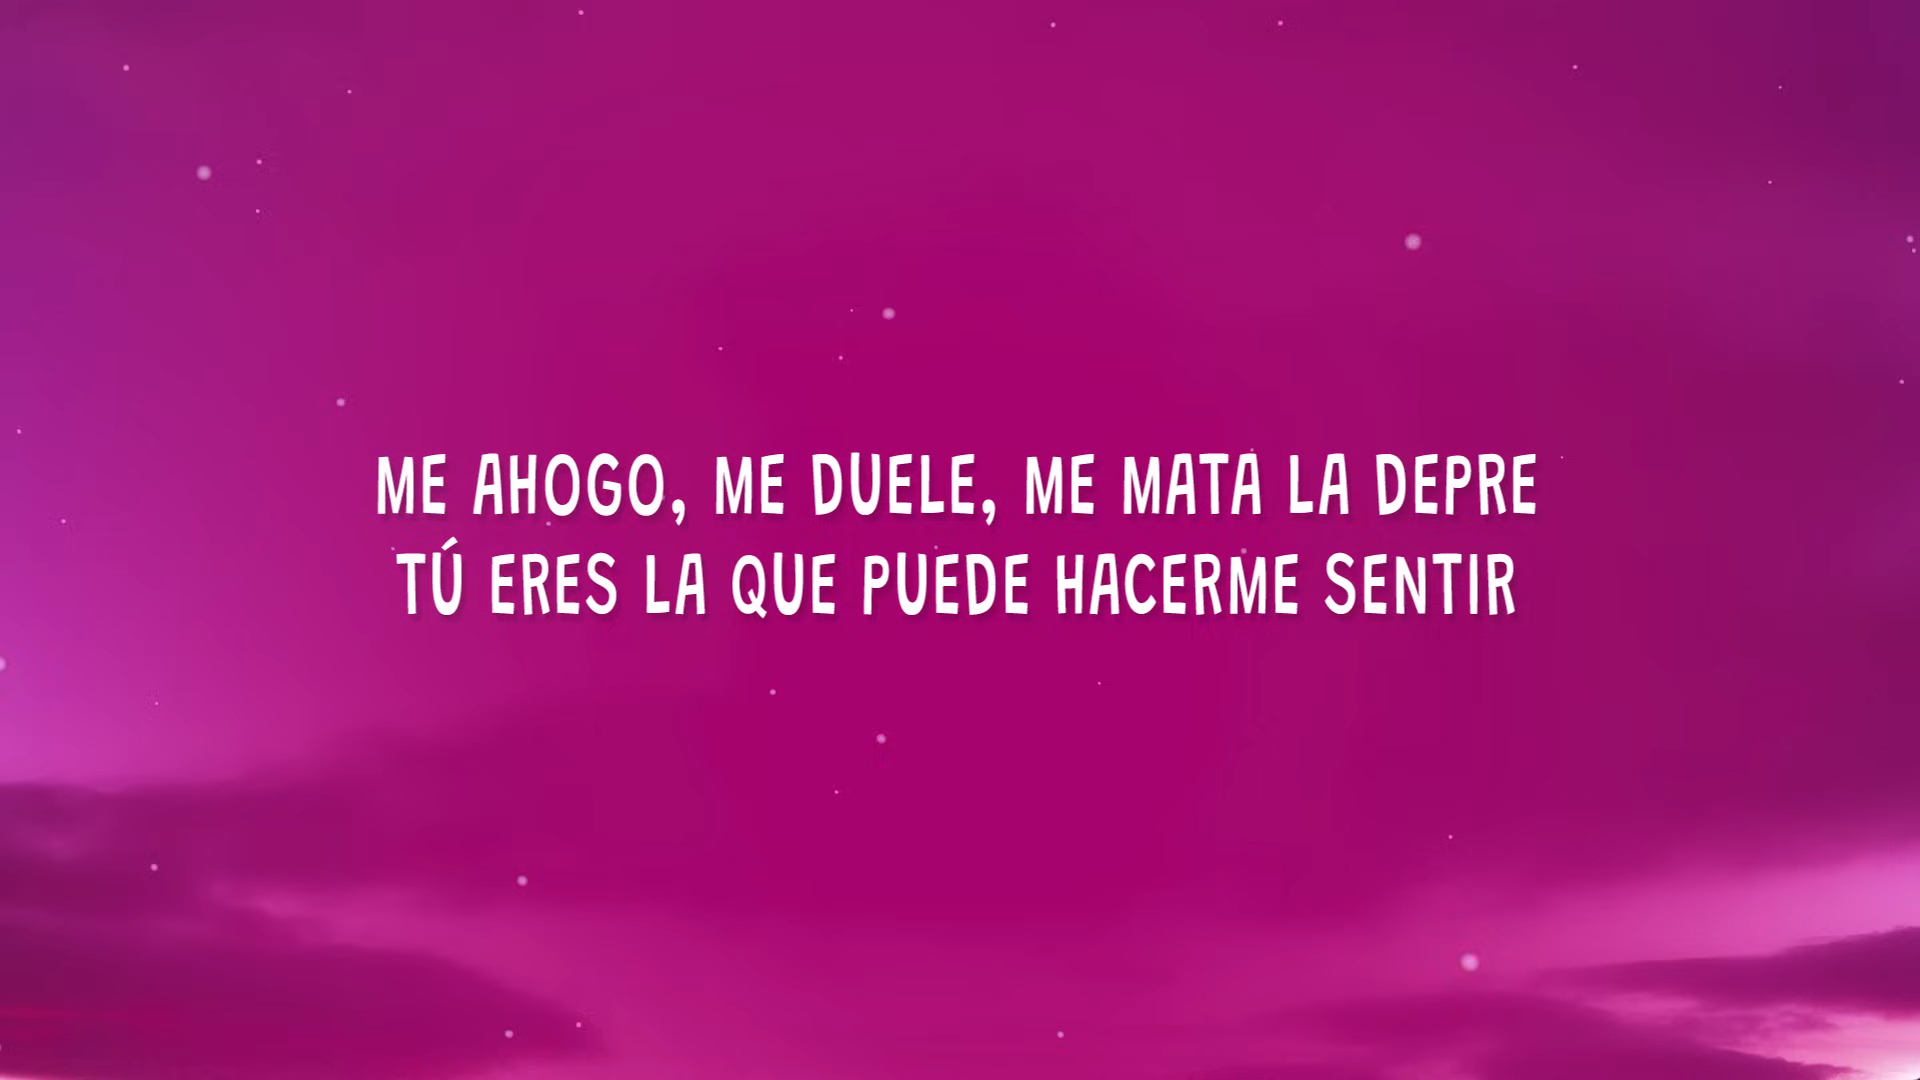 ME AHOGO, ME DUELE, ME MATA LA DEPRE
TÚ ERES LA QUE PUEDE HACERME SENTIR